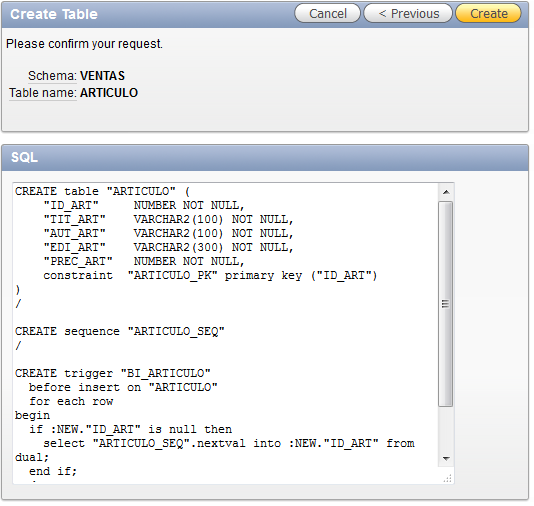 Create Table
Cancel
< Previous
Create
Please confirm your request.
Schema: VENTAS
Table name: ARTICULO
SQL
CREATE table "ARTICULO" (
    "ID_ART"     NUMBER NOT NULL,
    "TIT_ART"    VARCHAR2(100) NOT NULL,
    "AUT_ART"    VARCHAR2(100) NOT NULL,
    "EDI_ART"    VARCHAR2(300) NOT NULL,
    "PREC_ART"   NUMBER NOT NULL,
    constraint  "ARTICULO_PK" primary key ("ID_ART")
)
/
CREATE sequence "ARTICULO_SEQ"
/
CREATE trigger "BI_ARTICULO"
  before insert on "ARTICULO"
  for each row
begin
  if :NEW."ID_ART" is null then
    select "ARTICULO_SEQ".nextval into :NEW."ID_ART" from
dual;
  end if;